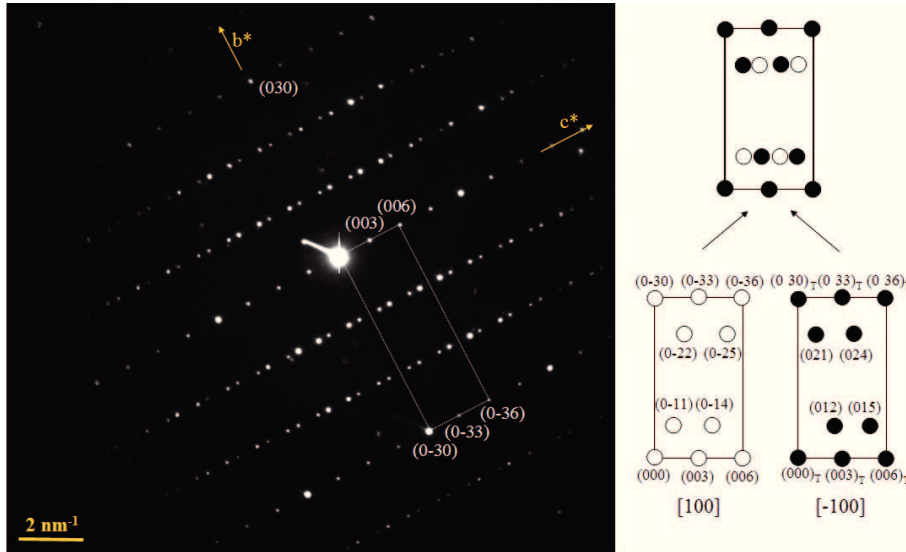 b*
(030)
c*
(006)
(003)
(0-36)
(0-33)
(0-30)
2 nm⁻¹
(0-30) (0-33) (0-36)
(0-22) (0-25)
(0-11) (0-14)
(000) (003) (006)
[100]
(0 30)T (0 33)T (0 36)
(021) (024)
(012) (015)
(000)T (003)T (006)T
[-100]